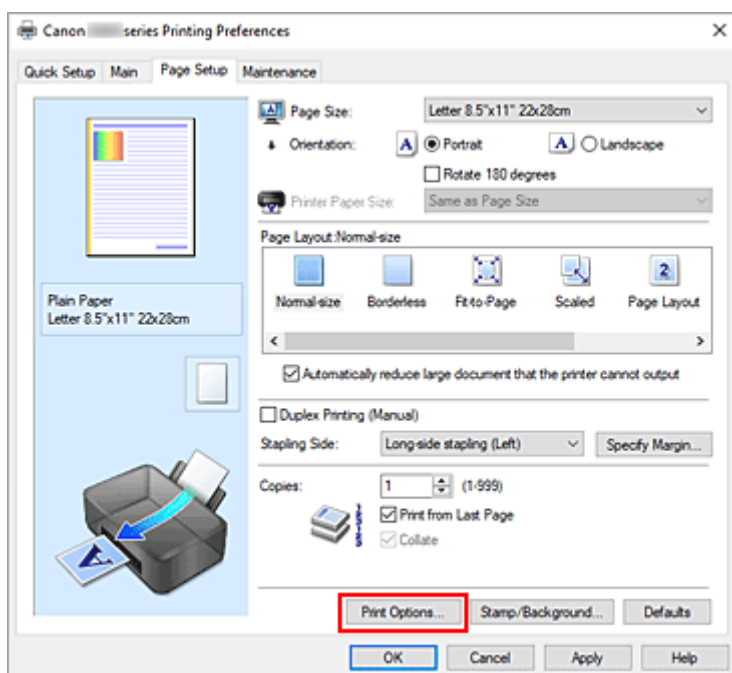 Canon series Printing Preferences
Quick Setup Main Page Setup Maintenance
Page Size: Letter 8.5"x11" 22x28cm
Orientation: A Portrait A Landscape
Rotate 180 degrees
Printer Paper Size: Same as Page Size
Page Layout:Normal-size
2
Normal-size Borderless Fit-to-Page Scaled Page Layout
Plain Paper
Letter 8.5"x11" 22x28cm
Automatically reduce large document that the printer cannot output
Duplex Printing (Manual)
Stapling Side: Long-side stapling (Left) Specify Margin...
Copies: 1 (1-999)
Print from Last Page
Collate
A
Print Options... Stamp/Background... Defaults
OK Cancel Apply Help